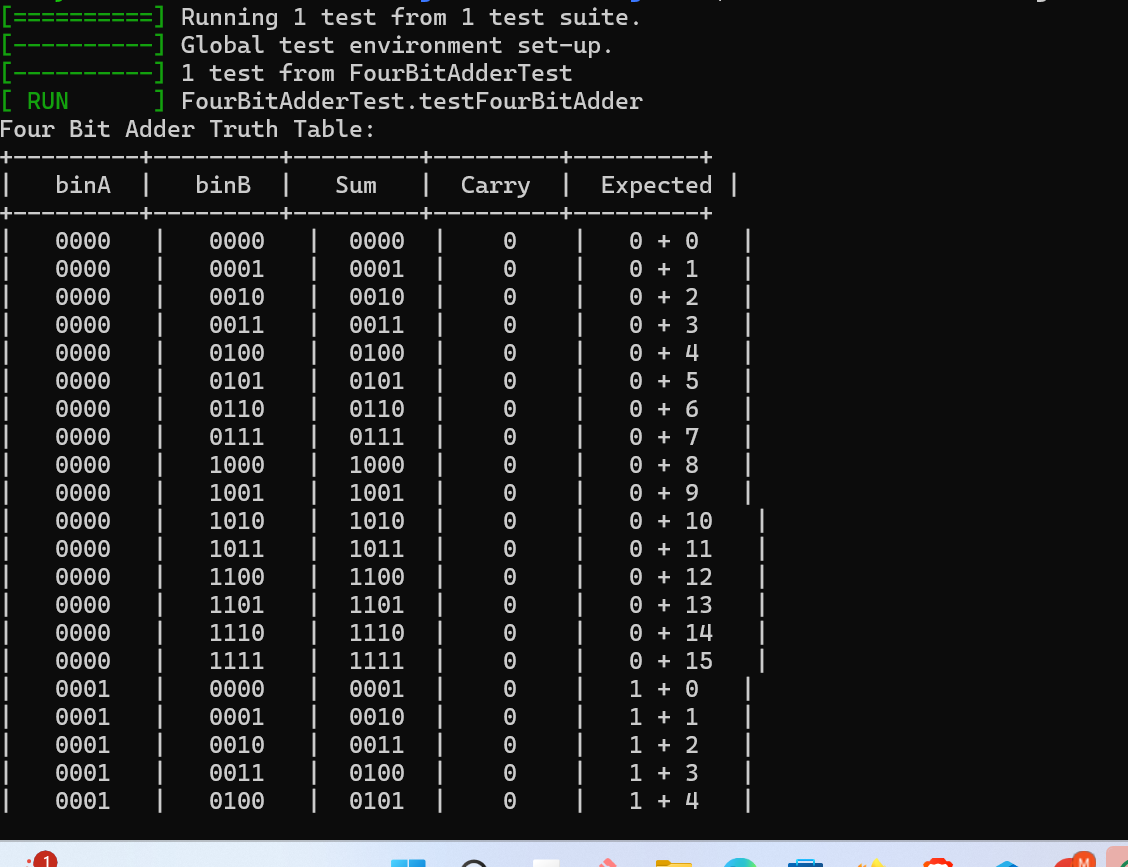 [==========] Running 1 test from 1 test suite.
[----------] Global test environment set-up.
[----------] 1 test from FourBitAdderTest
[ RUN      ] FourBitAdderTest.testFourBitAdder
Four Bit Adder Truth Table:
+---------+---------+---------+---------+---------+
|   binA  |   binB  |   Sum   |  Carry  |  Expected |
+---------+---------+---------+---------+---------+
|   0000   |   0000   |  0000  |    0    |   0 + 0   |
|   0000   |   0001   |  0001  |    0    |   0 + 1   |
|   0000   |   0010   |  0010  |    0    |   0 + 2   |
|   0000   |   0011   |  0011  |    0    |   0 + 3   |
|   0000   |   0100   |  0100  |    0    |   0 + 4   |
|   0000   |   0101   |  0101  |    0    |   0 + 5   |
|   0000   |   0110   |  0110  |    0    |   0 + 6   |
|   0000   |   0111   |  0111  |    0    |   0 + 7   |
|   0000   |   1000   |  1000  |    0    |   0 + 8   |
|   0000   |   1001   |  1001  |    0    |   0 + 9   |
|   0000   |   1010   |  1010  |    0    |   0 + 10   |
|   0000   |   1011   |  1011  |    0    |   0 + 11   |
|   0000   |   1100   |  1100  |    0    |   0 + 12   |
|   0000   |   1101   |  1101  |    0    |   0 + 13   |
|   0000   |   1110   |  1110  |    0    |   0 + 14   |
|   0000   |   1111   |  1111  |    0    |   0 + 15   |
|   0001   |   0000   |  0001  |    0    |   1 + 0   |
|   0001   |   0001   |  0010  |    0    |   1 + 1   |
|   0001   |   0010   |  0011  |    0    |   1 + 2   |
|   0001   |   0011   |  0100  |    0    |   1 + 3   |
|   0001   |   0100   |  0101  |    0    |   1 + 4   |
1
M